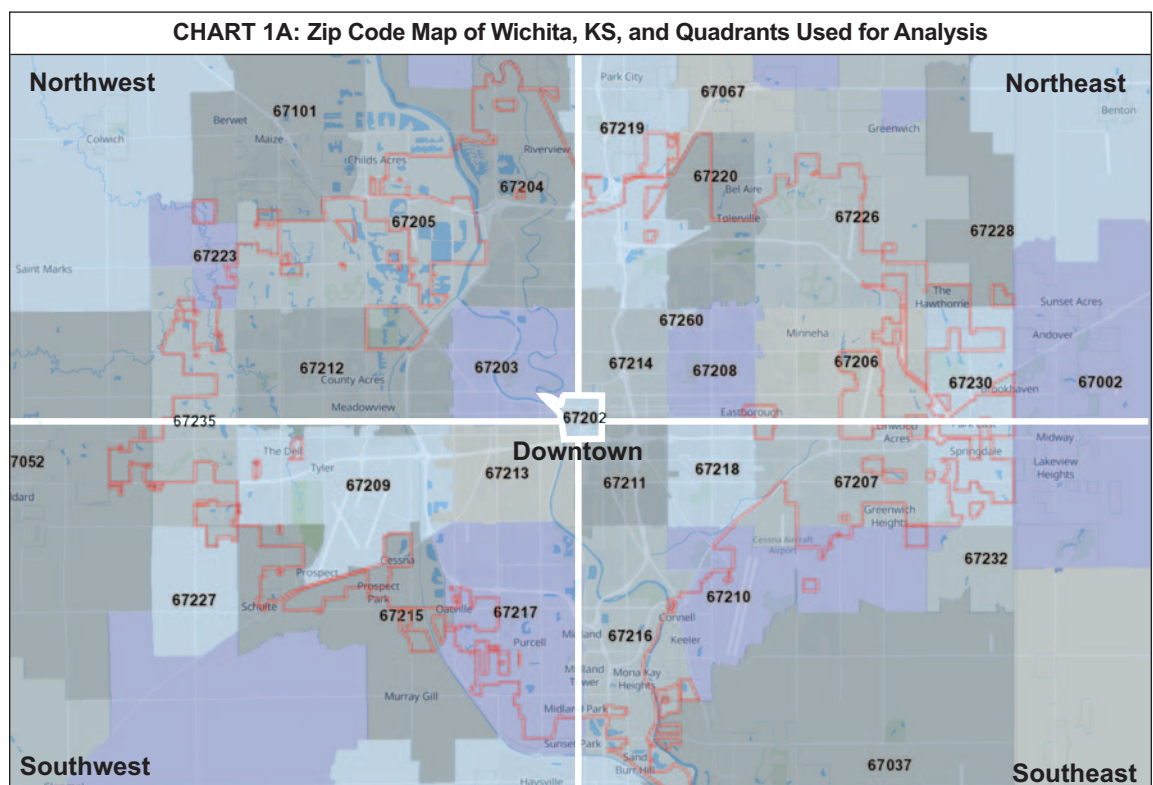 CHART 1A: Zip Code Map of Wichita, KS, and Quadrants Used for Analysis
Northwest
Northeast
Park City
67067
67101
Berwet
Maize
Colwich
Benton
Greenwich
67219
Riverview
Childs Acres
67204
67220
Bel Aire
Tolerville
67205
67226
67228
67223
Saint Marks
The
Hawthorne
Sunset Acres
Andover
67260
Minneha
67212
County Acres
67203
67214
67208
67206
67230
Brookhaven
67002
Meadowview
Eastborough
67235
67202
The Dell
Downtown
Springdale
Midway
7052
Tyler
67209
67213
67211
67218
67207
Lakeview
Heights
Greenwich
Heights
Cessna Aircraft
Airport
Cessna
67232
Prospect
Prospect
Park
67227
Schulte
67215
Oatville
67217
67210
Connell
Purcell
67216
Keeler
Mona Kay
Heights
Murray Gill
Midland Park
Sunset Park
Sand
Burr Hill
67037
Southwest
Haysville
Southeast